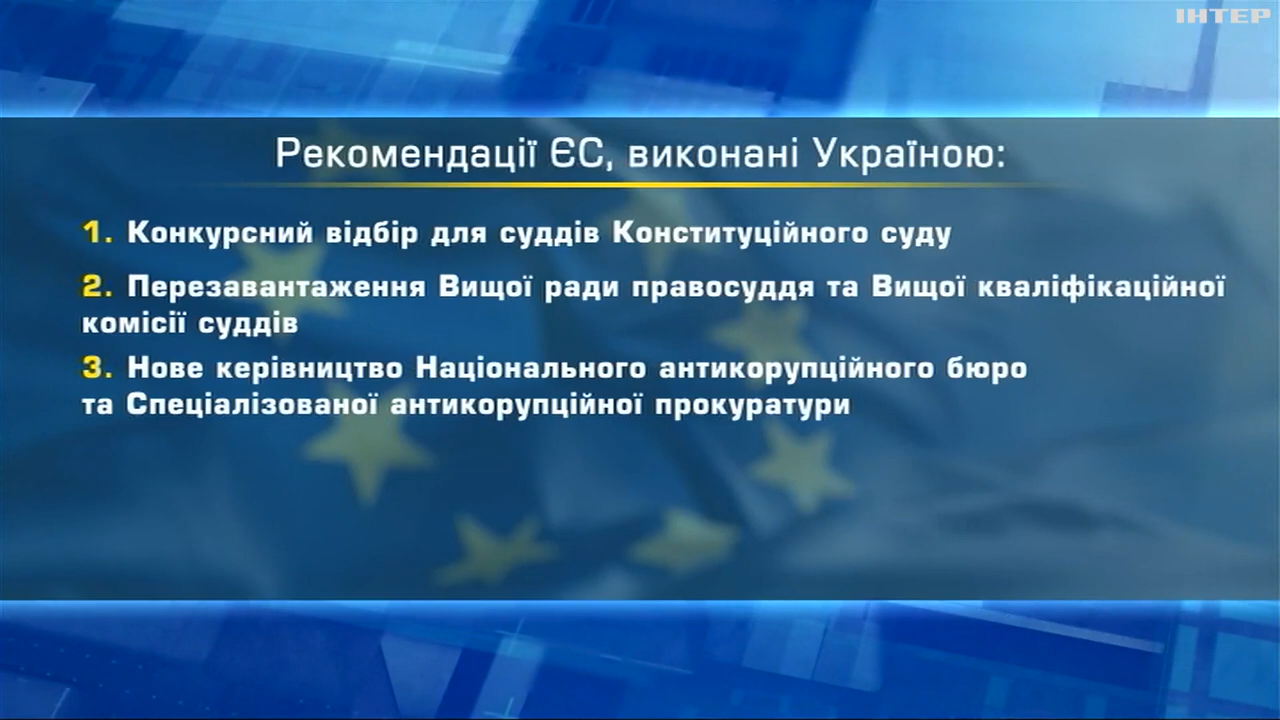 ІНТЕР
Рекомендації ЄС, виконані Україною:
1. Конкурсний відбір для суддів Конституційного суду
2. Перезавантаження Вищої ради правосуддя та Вищої кваліфікаційної
комісії суддів
3. Нове керівництво Національного антикорупційного бюро
та Спеціалізованої антикорупційної прокуратури